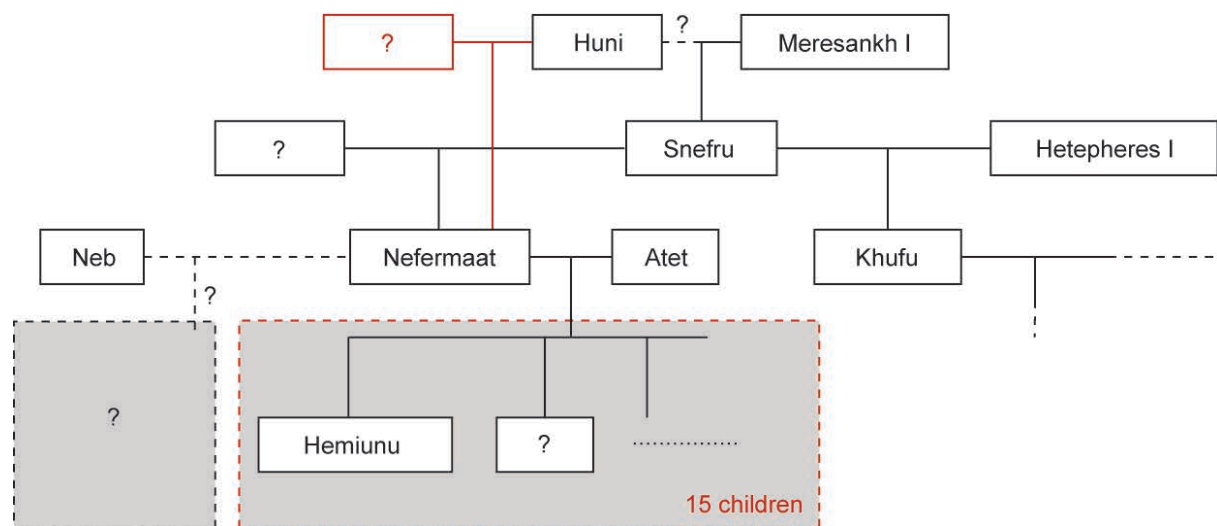 ?
Huni
?
Meresankh I
?
Snefru
Hetepheres I
Neb
Nefermaat
Atet
Khufu
?
?
Hemiunu
?
....................
15 children